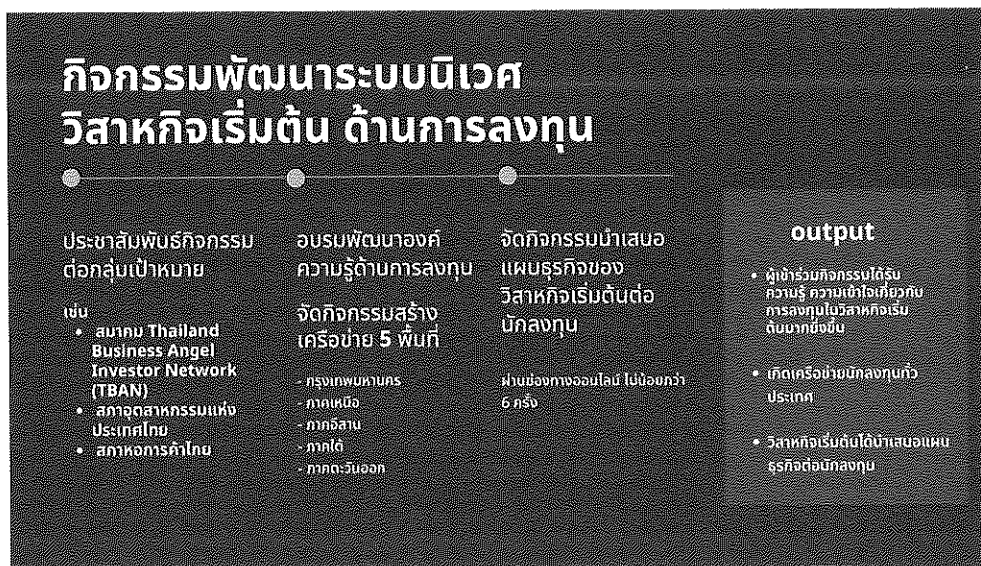 กิจกรรมพัฒนาระบบนิเวศ
วิสาหกิจเริ่มต้น ด้านการลงทุน
ประชาสัมพันธ์กิจกรรม
ต่อกลุ่มเป้าหมาย
เช่น
• สมาคม Thailand
Business Angel
Investor Network
(TBAN)
• สภาอุตสาหกรรมแห่ง
ประเทศไทย
• สภาหอการค้าไทย
อบรมพัฒนาองค์
ความรู้ด้านการลงทุน
จัดกิจกรรมสร้าง
เครือข่าย 5 พื้นที่
- กรุงเทพมหานคร
- ภาคเหนือ
- ภาคอีสาน
- ภาคใต้
- ภาคตะวันออก
จัดกิจกรรมนำเสนอ
แผนธุรกิจของ
วิสาหกิจเริ่มต้นต่อ
นักลงทุน
ผ่านช่องทางออนไลน์ ไม่น้อยกว่า
6 ครั้ง
output
• ผู้เข้าร่วมกิจกรรมได้รับ
ความรู้ ความเข้าใจเกี่ยวกับ
การลงทุนในวิสาหกิจเริ่ม
ต้นมากยิ่งขึ้น
• เกิดเครือข่ายนักลงทุนทั่ว
ประเทศ
• วิสาหกิจเริ่มต้นได้นำเสนอแผน
ธุรกิจต่อนักลงทุน